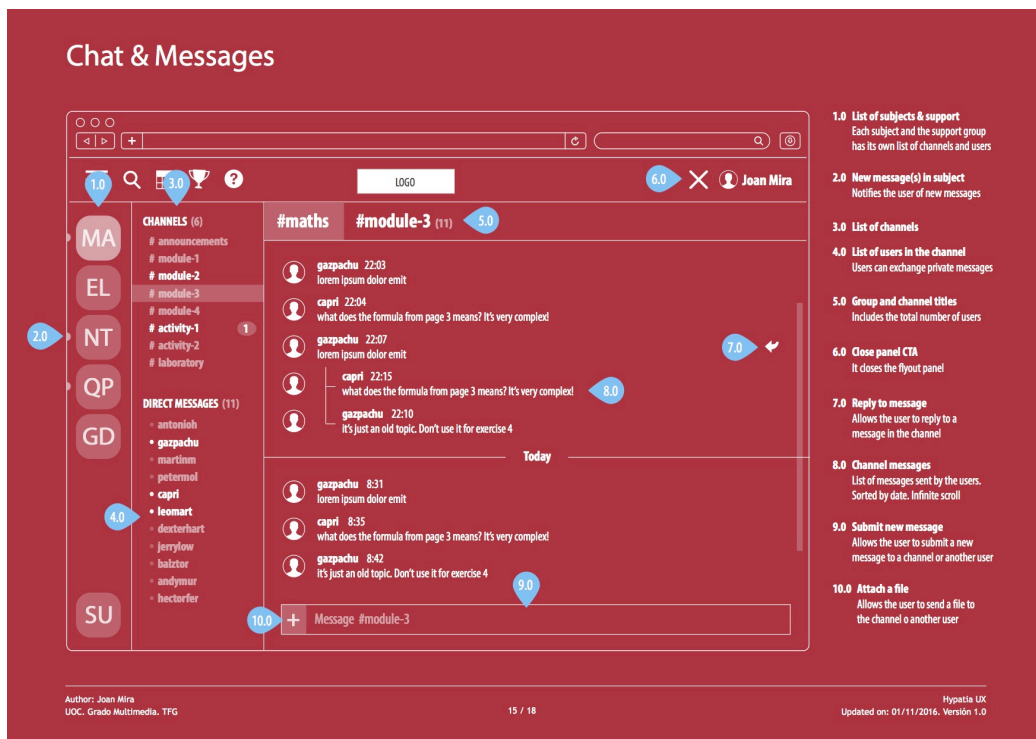 Chat & Messages
LOGO
Joan Mira
1.0
3.0
6.0
MA
EL
NT
QP
GD
SU
2.0
CHANNELS (6)
# announcements
# module-1
# module-2
# module-3
# module-4
# activity-1 1
# activity-2
# laboratory
DIRECT MESSAGES (11)
antonioh
gazpachu
martinm
petermol
capri
leomart
dexterhart
jerrylow
balztor
andymur
hectorfer
4.0
#maths #module-3 (11) 5.0
gazpachu 22:03
lorem ipsum dolor emit
capri 22:04
what does the formula from page 3 means? It's very complex!
gazpachu 22:07
lorem ipsum dolor emit
7.0
capri 22:15
what does the formula from page 3 means? It's very complex!
8.0
gazpachu 22:10
it's just an old topic. Don't use it for exercise 4
Today
gazpachu 8:31
lorem ipsum dolor emit
capri 8:35
what does the formula from page 3 means? It's very complex!
gazpachu 8:42
it's just an old topic. Don't use it for exercise 4
9.0
10.0 + Message #module-3
1.0 List of subjects & support
Each subject and the support group
has its own list of channels and users
2.0 New message(s) in subject
Notifies the user of new messages
3.0 List of channels
4.0 List of users in the channel
Users can exchange private messages
5.0 Group and channel titles
Includes the total number of users
6.0 Close panel CTA
It closes the flyout panel
7.0 Reply to message
Allows the user to reply to a
message in the channel
8.0 Channel messages
List of messages sent by the users.
Sorted by date. Infinite scroll
9.0 Submit new message
Allows the user to submit a new
message to a channel or another user
10.0 Attach a file
Allows the user to send a file to
the channel o another user
Author: Joan Mira
UOC. Grado Multimedia. TFG
15 / 18
Hypatia UX
Updated on: 01/11/2016. Versión 1.0